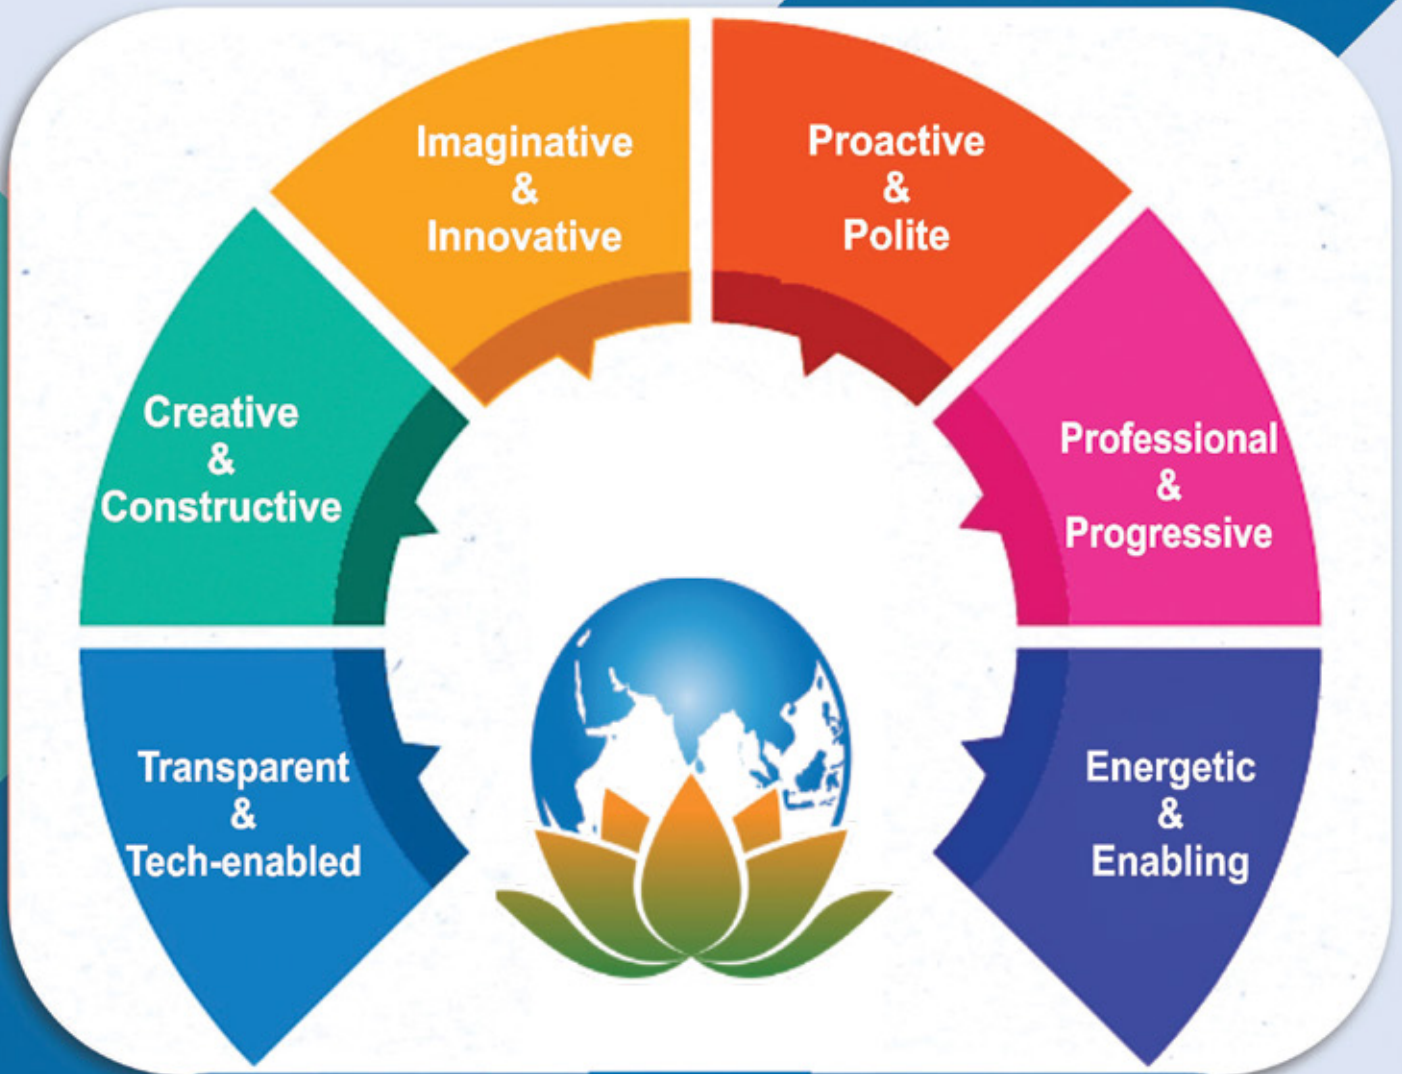 Imaginative
&
Innovative
Proactive
&
Polite
Creative
&
Constructive
Professional
&
Progressive
Transparent
&
Tech-enabled
Energetic
&
Enabling